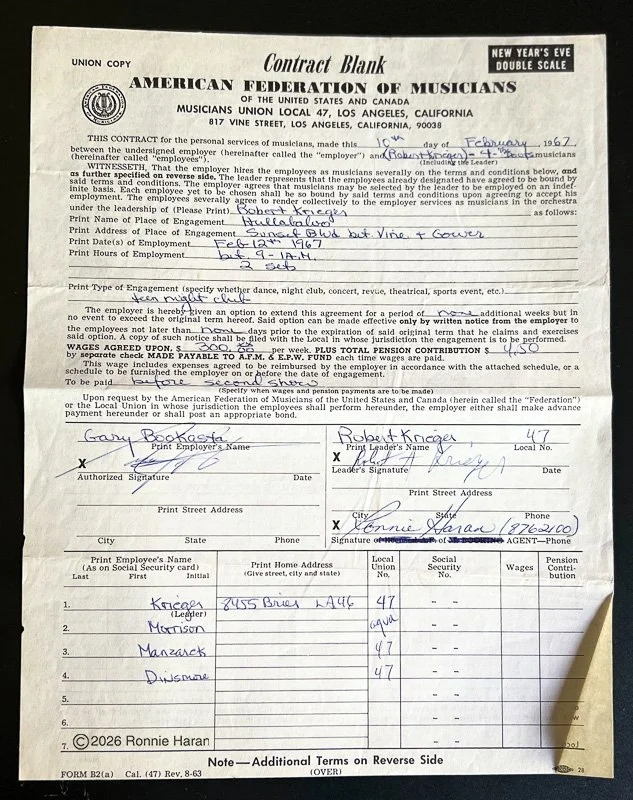 UNION COPY
Contract Blank
NEW YEAR'S EVE
DOUBLE SCALE
AMERICAN FEDERATION OF MUSICIANS
OF THE UNITED STATES AND CANADA
MUSICIANS UNION LOCAL 47, LOS ANGELES, CALIFORNIA
817 VINE STREET, LOS ANGELES, CALIFORNIA, 90038
THIS CONTRACT for the personal services of musicians, made this 10th day of February, 1967,
between the undersigned employer (hereinafter called the "employer") and (Robert Krieger) - 4 - musicians
(hereinafter called "employees"). (Including the Leader)
WITNESSETH, That the employer hires the employees as musicians severally on the terms and conditions below, and
as further specified on reverse side. The leader represents that the employees already designated have agreed to be bound by
said terms and conditions. The employer agrees that musicians may be selected by the leader to be employed on an indef-
inite basis. Each employee yet to be chosen shall be so bound by said terms and conditions upon agreeing to accept his
employment. The employees severally agree to render collectively to the employer services as musicians in the orchestra
under the leadership of (Please Print) Robert Krieger as follows:
Print Name of Place of Engagement Hullabaloo
Print Address of Place of Engagement Sunset Blvd bet. Vine + Gower
Print Date(s) of Employment Feb 12th 1967
Print Hours of Employment bet. 9 - 1 A.M.
2 sets
Print Type of Engagement (specify whether dance, night club, concert, revue, theatrical, sports event, etc.)
teen night club
The employer is hereby given an option to extend this agreement for a period of none additional weeks but in
no event to exceed the original term hereof. Said option can be made effective only by written notice from the employer to
the employees not later than none days prior to the expiration of said original term that he claims and exercises
said option. A copy of such notice shall be filed with the Local in whose jurisdiction the engagement is to be performed.
WAGES AGREED UPON, $ 300.00 per week. PLUS TOTAL PENSION CONTRIBUTION $ 4.50
by separate check MADE PAYABLE TO A.F.M. & E.P.W. FUND each time wages are paid.
This wage includes expenses agreed to be reimbursed by the employer in accordance with the attached schedule, or a
schedule to be furnished the employer on or before the date of engagement.
To be paid before second show
(Specify when wages and pension payments are to be made)
Upon request by the American Federation of Musicians of the United States and Canada (herein called the "Federation")
or the Local Union in whose jurisdiction the employees shall perform hereunder, the employer either shall make advance
payment hereunder or shall post an appropriate bond.
Gary Bookasta Robert Krieger 47
Print Employer's Name Print Leader's Name Local No.
X X Robert A Krieger
Authorized Signature Date Leader's Signature Date
Print Street Address Print Street Address
City State Phone
X Ronnie Haran (8762100)
City State Phone Signature of AGENT—Phone
Print Employee's Name
(As on Social Security card)
Last First Initial
Print Home Address
(Give street, city and state)
Local
Union
No.
Social
Security
No.
Wages
Pension
Contri-
bution
1. Krieger 8455 Brier LA46 47 - -
(Leader)
2. Morrison - -
3. Manzarek 47 - -
4. Dinsmore 47 - -
5. - -
6. - -
7. - -
©2026 Ronnie Haran
Note—Additional Terms on Reverse Side
(OVER)
FORM B2(a) Cal. (47) Rev. 8-63
28